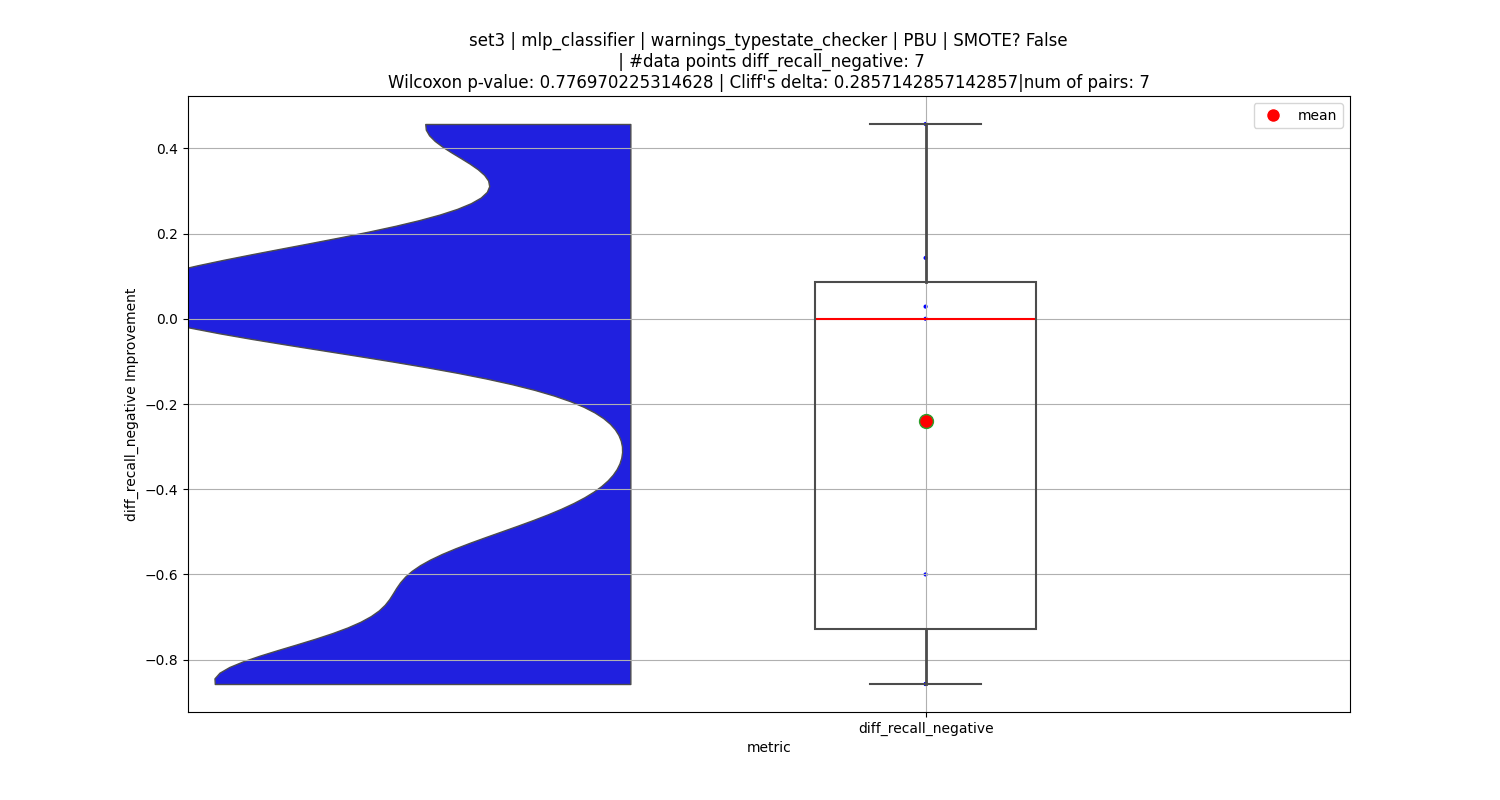 set3 | mlp_classifier | warnings_typestate_checker | PBU | SMOTE? False
| #data points diff_recall_negative: 7
Wilcoxon p-value: 0.776970225314628 | Cliff's delta: 0.2857142857142857|num of pairs: 7
mean
0.4
0.2
0.0
−0.2
−0.4
−0.6
−0.8
diff_recall_negative Improvement
diff_recall_negative
metric